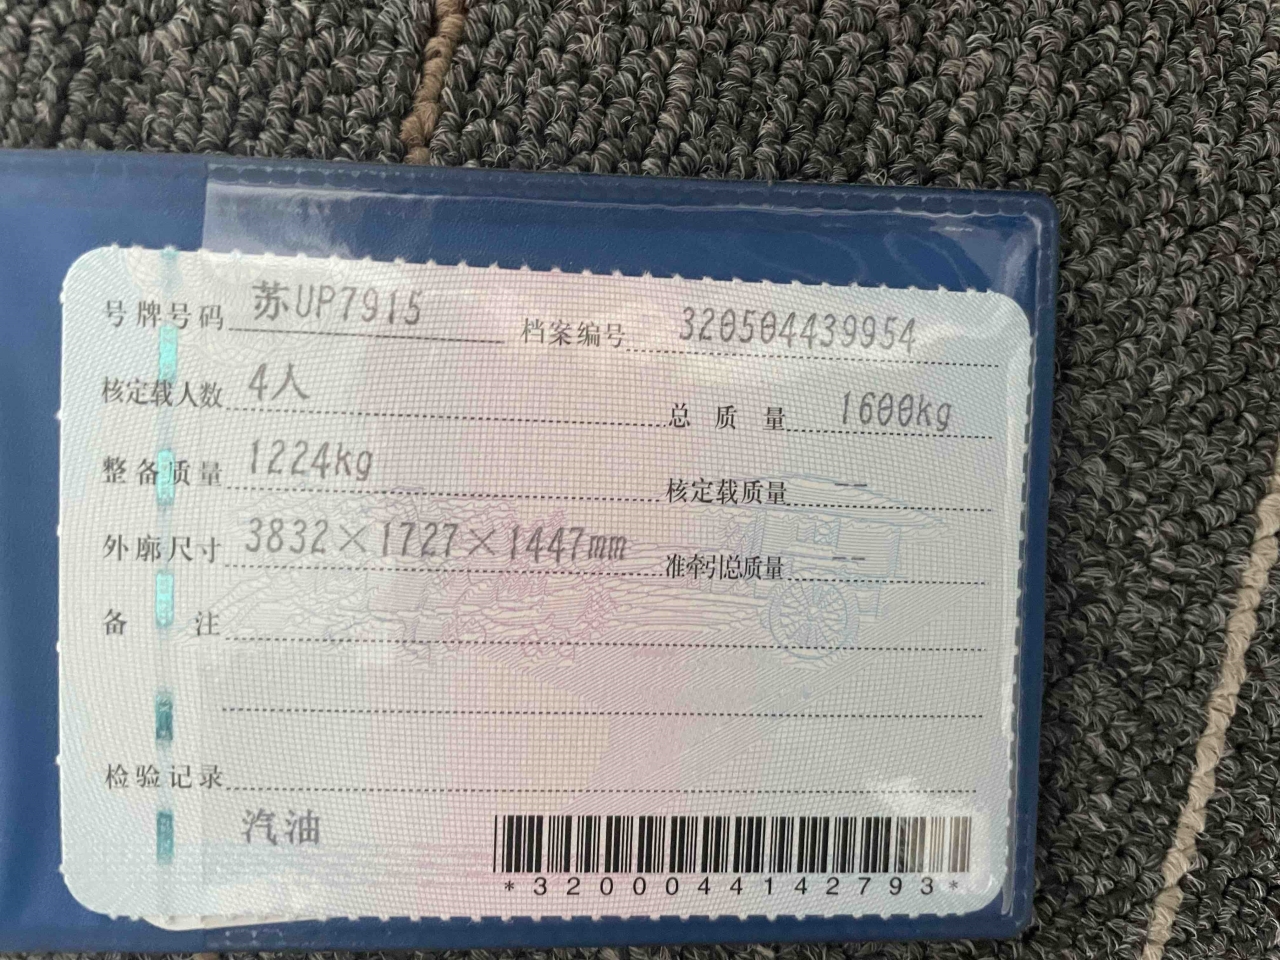 号牌号码 苏UP7915 档案编号 320504439954
核定载人数 4人 总质量 1600kg
整备质量 1224kg 核定载质量 --
外廓尺寸 3832×1727×1447mm 准牵引总质量 --
备注
检验记录
汽油
*3200044142793*